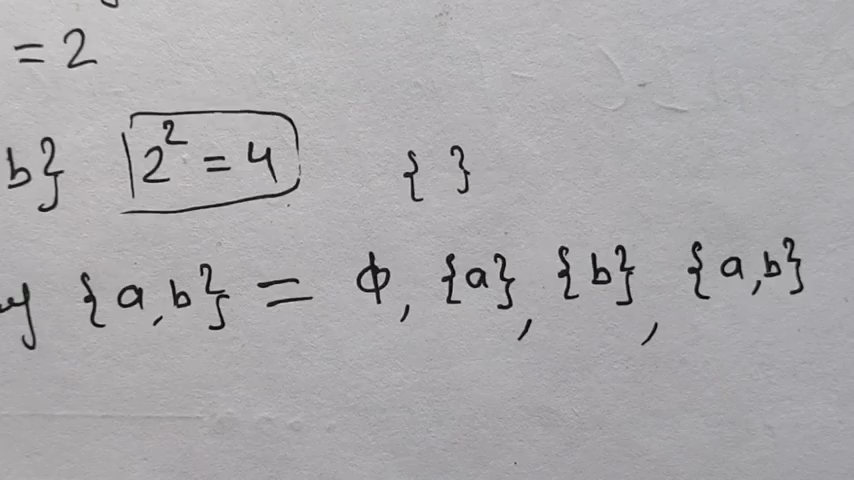 = 2
b} 2² = 4 { }
{a,b} = ϕ, {a}, {b}, {a,b}